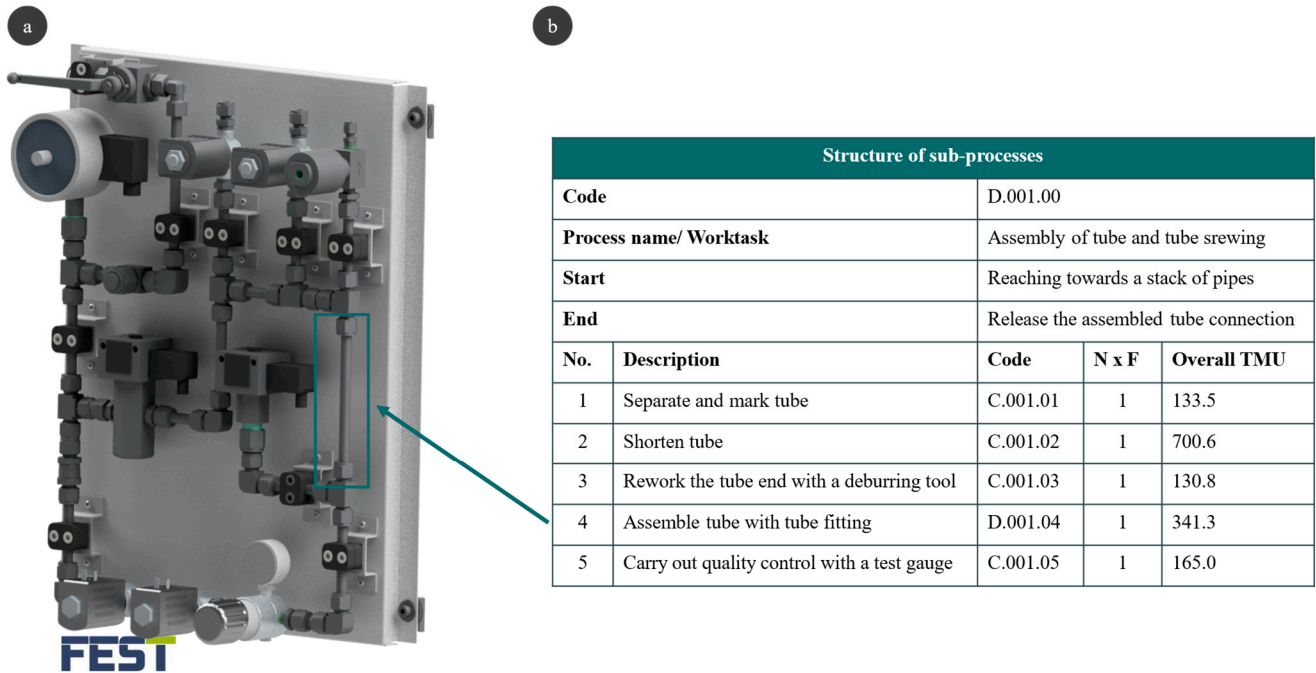 a
b
FEST
Structure of sub-processes
Code D.001.00
Process name/ Worktask Assembly of tube and tube srewing
Start Reaching towards a stack of pipes
End Release the assembled tube connection
No. Description Code N x F Overall TMU
1 Separate and mark tube C.001.01 1 133.5
2 Shorten tube C.001.02 1 700.6
3 Rework the tube end with a deburring tool C.001.03 1 130.8
4 Assemble tube with tube fitting D.001.04 1 341.3
5 Carry out quality control with a test gauge C.001.05 1 165.0